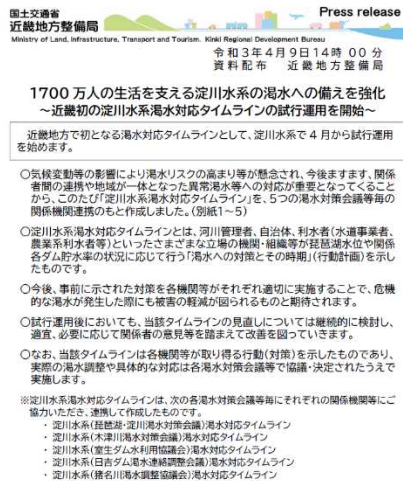 国土交通省
近畿地方整備局
Press release
Ministry of Land, Infrastructure, Transport and Tourism. Kinki Regional Development Bureau
令和3年4月9日14時00分
資料配布 近畿地方整備局
1700万人の生活を支える淀川水系の渇水への備えを強化
～近畿初の淀川水系渇水対応タイムラインの試行運用を開始～
近畿地方で初となる渇水対応タイムラインとして、淀川水系で4月から試行運用
を始めます。
○気候変動等の影響により渇水リスクの高まり等が懸念され、今後ますます、関係
者間の連携や地域が一体となった異常渇水等への対応が重要となってくること
から、このたび「淀川水系渇水対応タイムライン」を、5つの渇水対策会議等毎の
関係機関連携のもと作成しました。(別紙1～5)
○淀川水系渇水対応タイムラインとは、河川管理者、自治体、利水者(水道事業者、
農業系利水者等)といったさまざまな立場の機関・組織等が琵琶湖水位や関係
各ダム貯水率の状況に応じて行う「渇水への対策とその時期」(行動計画)を示し
たものです。
○今後、事前に示された対策を各機関等がそれぞれ適切に実施することで、危機
的な渇水が発生した際にも被害の軽減が図られるものと期待されます。
○試行運用後においても、当該タイムラインの見直しについては継続的に検討し、
適宜、必要に応じて関係者の意見等を踏まえて改善を図っていきます。
○なお、当該タイムラインは各機関等が取り得る行動(対策)を示したものであり、
実際の渇水調整や具体的な対応は各渇水対策会議等で協議・決定されたうえで
実施します。
※淀川水系渇水対応タイムラインは、次の各渇水対策会議等毎にそれぞれの関係機関等にご
協力いただき、連携して作成したものです。
・ 淀川水系(琵琶湖・淀川渇水対策会議)渇水対応タイムライン
・ 淀川水系(木津川渇水対策会議)渇水対応タイムライン
・ 淀川水系(室生ダム水利用協議会)渇水対応タイムライン
・ 淀川水系(日吉ダム渇水連絡調整会議)渇水対応タイムライン
・ 淀川水系(猪名川渇水調整協議会)渇水対応タイムライン